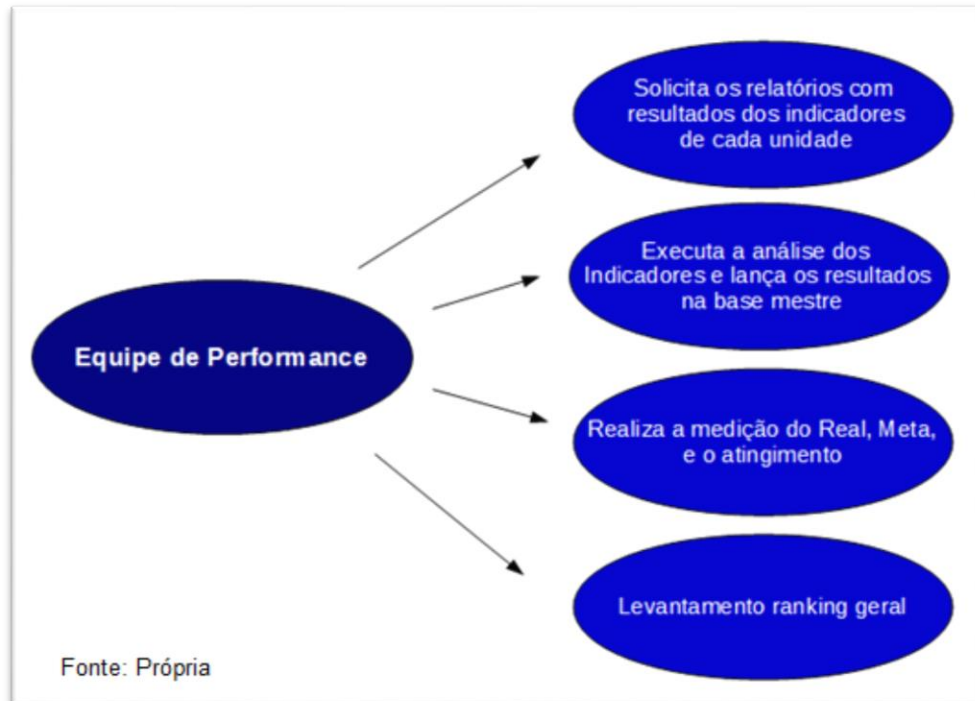 Solicita os relatórios com
resultados dos indicadores
de cada unidade
Executa a análise dos
Indicadores e lança os resultados
na base mestre
Equipe de Performance
Realiza a medição do Real, Meta,
e o atingimento
Levantamento ranking geral
Fonte: Própria